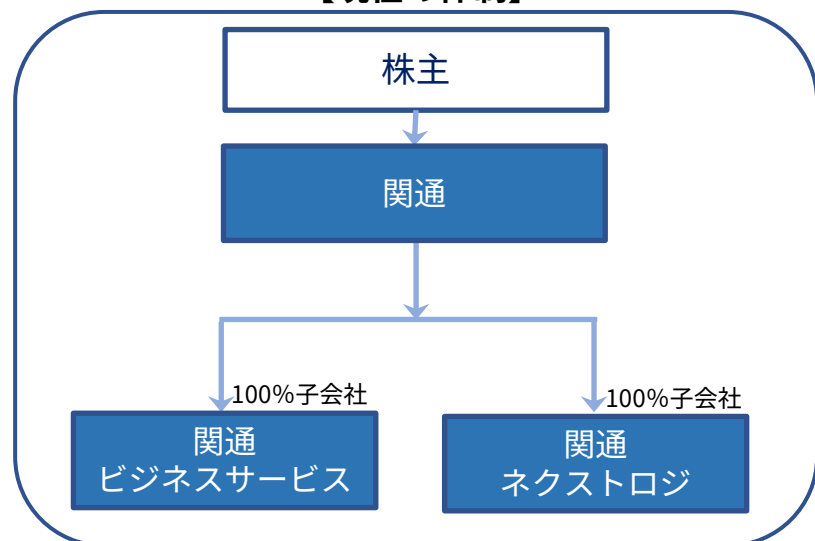 株主
関通
100%子会社
100%子会社
関通
ビジネスサービス
関通
ネクストロジ